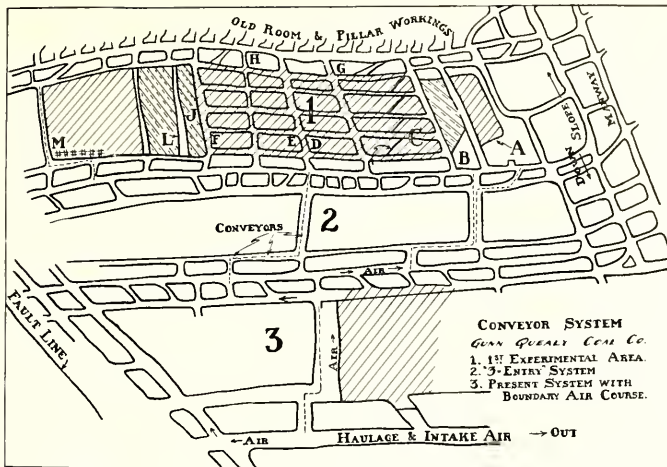 OLD ROOM & PILLAR WORKINGS
H
G
1
J
M
L
F
E
D
C
B
A
DOWN SLOPE
MANWAY
2
CONVEYORS
AIR
FAULT LINE
3
AIR
CONVEYOR SYSTEM
GUNN QUEALY COAL CO.
1. 1ST EXPERIMENTAL AREA.
2. "3-ENTRY" SYSTEM
3. PRESENT SYSTEM WITH
BOUNDARY AIR COURSE.
AIR
HAULAGE & INTAKE AIR → OUT